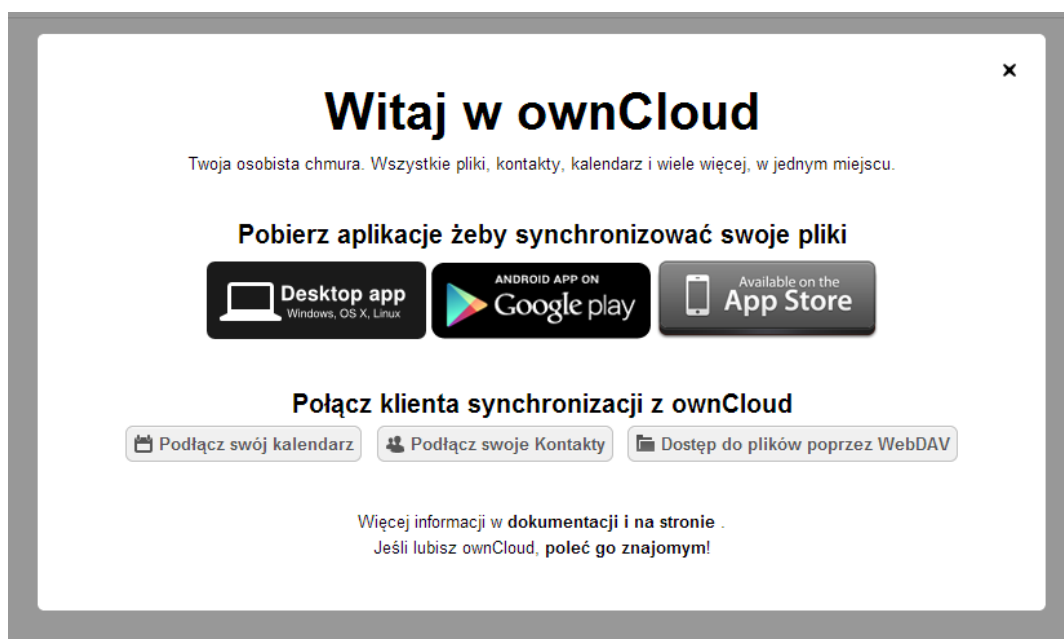 Witaj w ownCloud
Twoja osobista chmura. Wszystkie pliki, kontakty, kalendarz i wiele więcej, w jednym miejscu.
Pobierz aplikacje żeby synchronizować swoje pliki
Desktop app
Windows, OS X, Linux
ANDROID APP ON
Google play
Available on the
App Store
Połącz klienta synchronizacji z ownCloud
Podłącz swój kalendarz
Podłącz swoje Kontakty
Dostęp do plików poprzez WebDAV
Więcej informacji w dokumentacji i na stronie .
Jeśli lubisz ownCloud, poleć go znajomym!